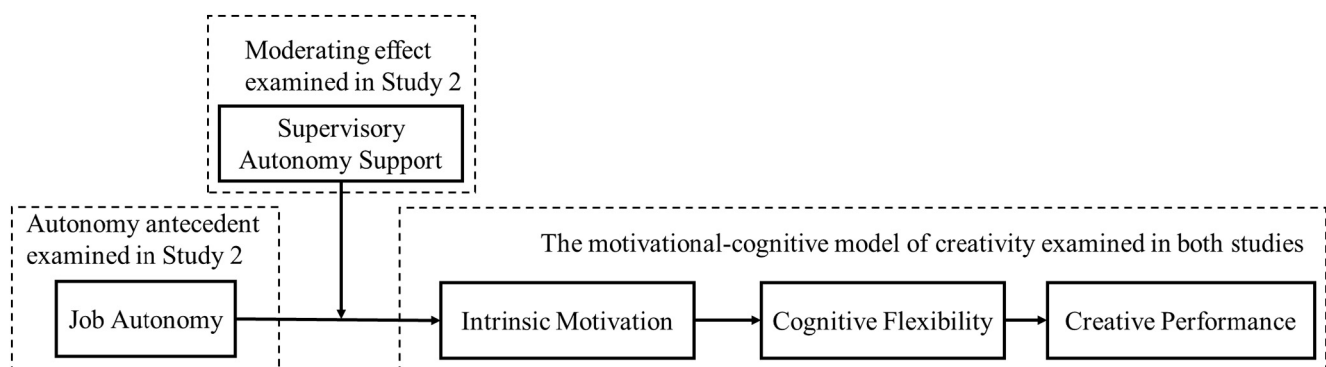 Moderating effect
examined in Study 2
Supervisory
Autonomy Support
Autonomy antecedent
examined in Study 2
The motivational-cognitive model of creativity examined in both studies
Job Autonomy
Intrinsic Motivation
Cognitive Flexibility
Creative Performance